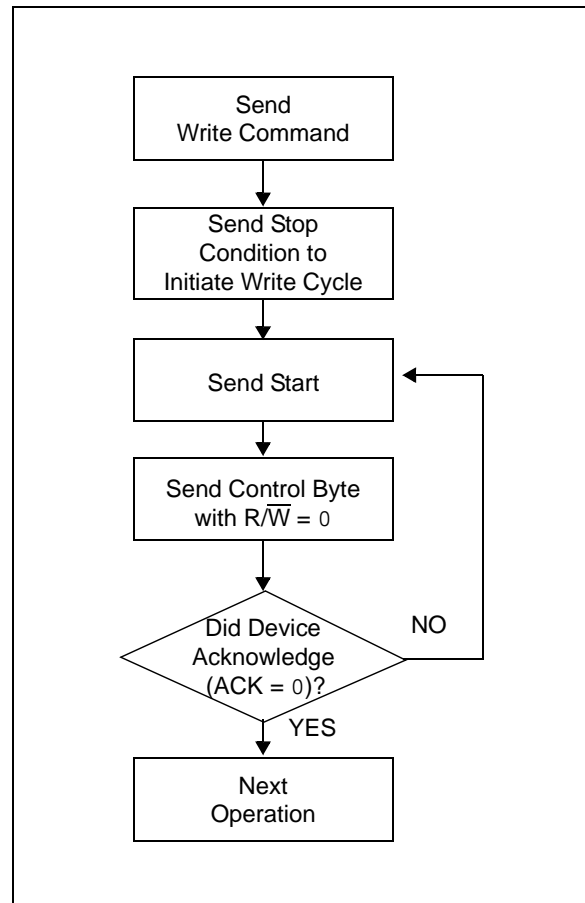 Send
Write Command
Send Stop
Condition to
Initiate Write Cycle
Send Start
Send Control Byte
with R/W̅ = 0
Did Device
Acknowledge
(ACK = 0)?
NO
YES
Next
Operation